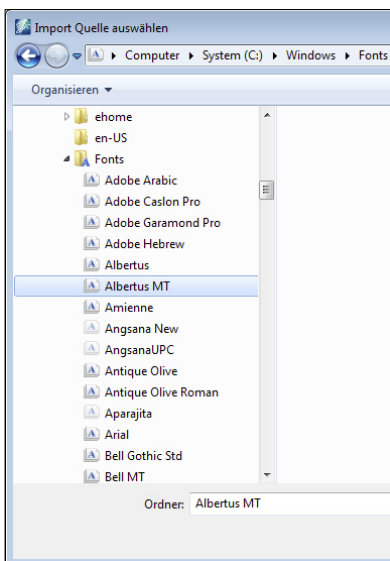 Import Quelle auswählen
Computer System (C:) Windows Fonts
Organisieren
ehome
en-US
Fonts
Adobe Arabic
Adobe Caslon Pro
Adobe Garamond Pro
Adobe Hebrew
Albertus
Albertus MT
Amienne
Angsana New
AngsanaUPC
Antique Olive
Antique Olive Roman
Aparajita
Arial
Bell Gothic Std
Bell MT
Ordner: Albertus MT